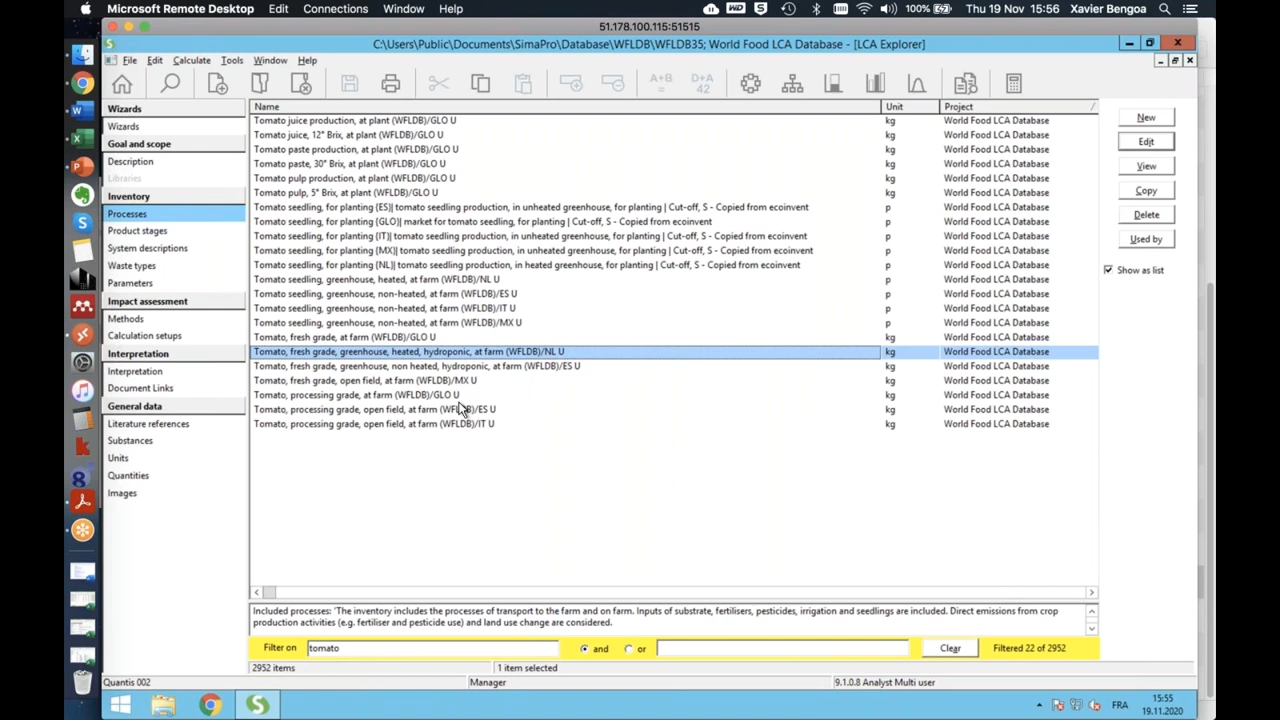 Microsoft Remote Desktop Edit Connections Window Help 100% Thu 19 Nov 15:56 Xavier Bengoa
51.178.100.115:51515
C:\Users\Public\Documents\SimaPro\Database\WFLDB\WFLDB35; World Food LCA Database - [LCA Explorer]
File Edit Calculate Tools Window Help
A+B = D+A 42
Wizards
Wizards
Goal and scope
Description
Libraries
Inventory
Processes
Product stages
System descriptions
Waste types
Parameters
Impact assessment
Methods
Calculation setups
Interpretation
Interpretation
Document Links
General data
Literature references
Substances
Units
Quantities
Images
Name Unit Project
Tomato juice production, at plant (WFLDB)/GLO U kg World Food LCA Database
Tomato juice, 12° Brix, at plant (WFLDB)/GLO U kg World Food LCA Database
Tomato paste production, at plant (WFLDB)/GLO U kg World Food LCA Database
Tomato paste, 30° Brix, at plant (WFLDB)/GLO U kg World Food LCA Database
Tomato pulp production, at plant (WFLDB)/GLO U kg World Food LCA Database
Tomato pulp, 5° Brix, at plant (WFLDB)/GLO U kg World Food LCA Database
Tomato seedling, for planting {ES}| tomato seedling production, in unheated greenhouse, for planting | Cut-off, S - Copied from ecoinvent p World Food LCA Database
Tomato seedling, for planting {GLO}| market for tomato seedling, for planting | Cut-off, S - Copied from ecoinvent p World Food LCA Database
Tomato seedling, for planting {IT}| tomato seedling production, in unheated greenhouse, for planting | Cut-off, S - Copied from ecoinvent p World Food LCA Database
Tomato seedling, for planting {MX}| tomato seedling production, in unheated greenhouse, for planting | Cut-off, S - Copied from ecoinvent p World Food LCA Database
Tomato seedling, for planting {NL}| tomato seedling production, in heated greenhouse, for planting | Cut-off, S - Copied from ecoinvent p World Food LCA Database
Tomato seedling, greenhouse, heated, at farm (WFLDB)/NL U p World Food LCA Database
Tomato seedling, greenhouse, non-heated, at farm (WFLDB)/ES U p World Food LCA Database
Tomato seedling, greenhouse, non-heated, at farm (WFLDB)/IT U p World Food LCA Database
Tomato seedling, greenhouse, non-heated, at farm (WFLDB)/MX U p World Food LCA Database
Tomato, fresh grade, at farm (WFLDB)/GLO U kg World Food LCA Database
Tomato, fresh grade, greenhouse, heated, hydroponic, at farm (WFLDB)/NL U kg World Food LCA Database
Tomato, fresh grade, greenhouse, non heated, hydroponic, at farm (WFLDB)/ES U kg World Food LCA Database
Tomato, fresh grade, open field, at farm (WFLDB)/MX U kg World Food LCA Database
Tomato, processing grade, at farm (WFLDB)/GLO U kg World Food LCA Database
Tomato, processing grade, open field, at farm (WFLDB)/ES U kg World Food LCA Database
Tomato, processing grade, open field, at farm (WFLDB)/IT U kg World Food LCA Database
New
Edit
View
Copy
Delete
Used by
Show as list
Included processes: 'The inventory includes the processes of transport to the farm and on farm. Inputs of substrate, fertilisers, pesticides, irrigation and seedlings are included. Direct emissions from crop
production activities (e.g. fertiliser and pesticide use) and land use change are considered.
Filter on tomato and or Clear Filtered 22 of 2952
2952 items 1 item selected
Quantis 002 Manager 9.1.0.8 Analyst Multi user
FRA 15:55
19.11.2020